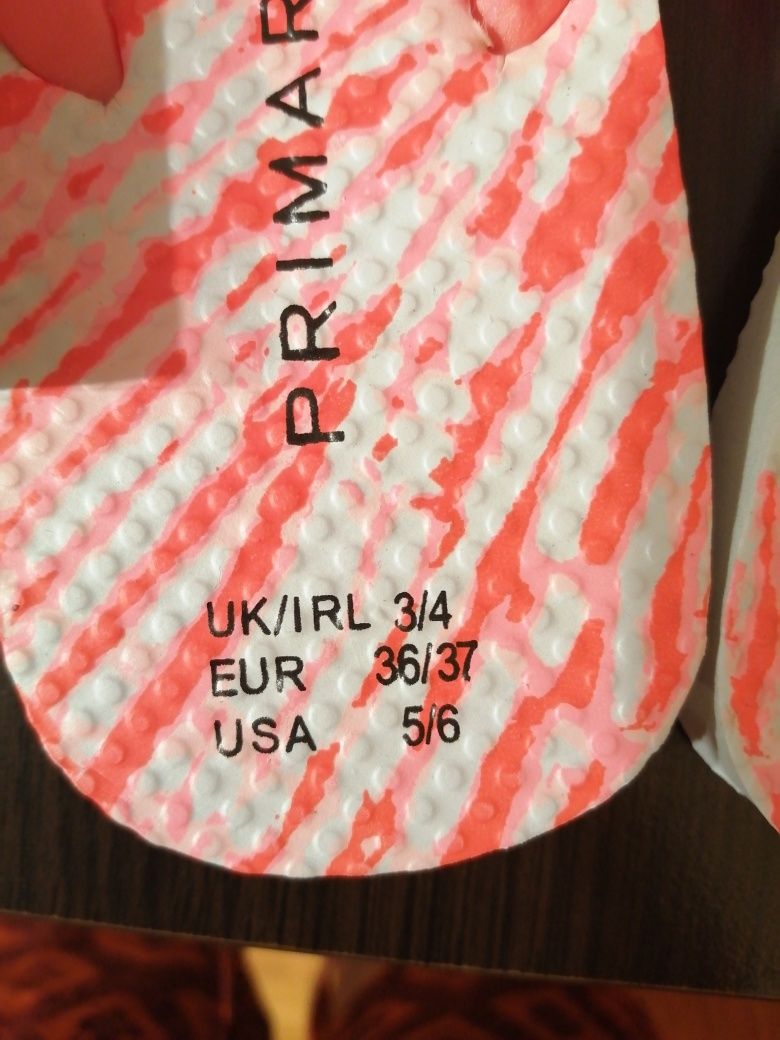 PRIMAR
UK/IRL 3/4
EUR 36/37
USA 5/6